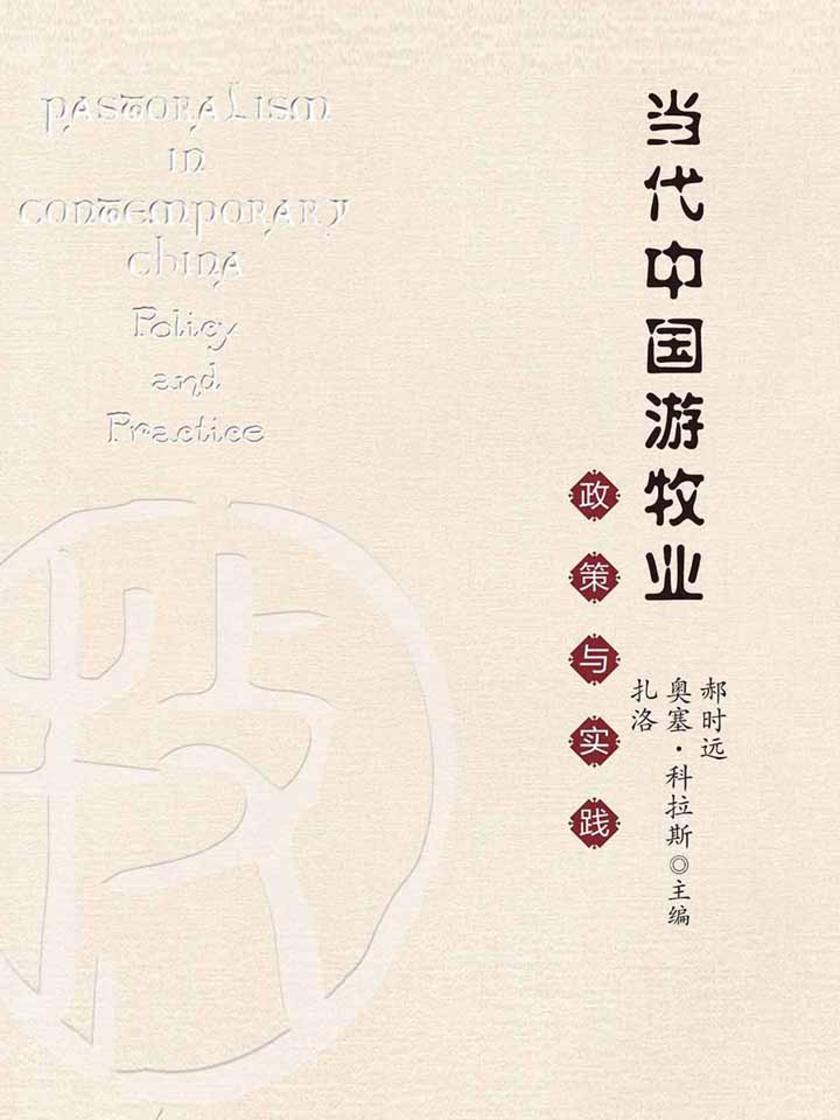 pastoralism
in
contemporary
china
Policy
and
Practice
当代中国游牧业
政策与实践
郝时远
奥塞·科拉斯◎主编
扎洛
牧